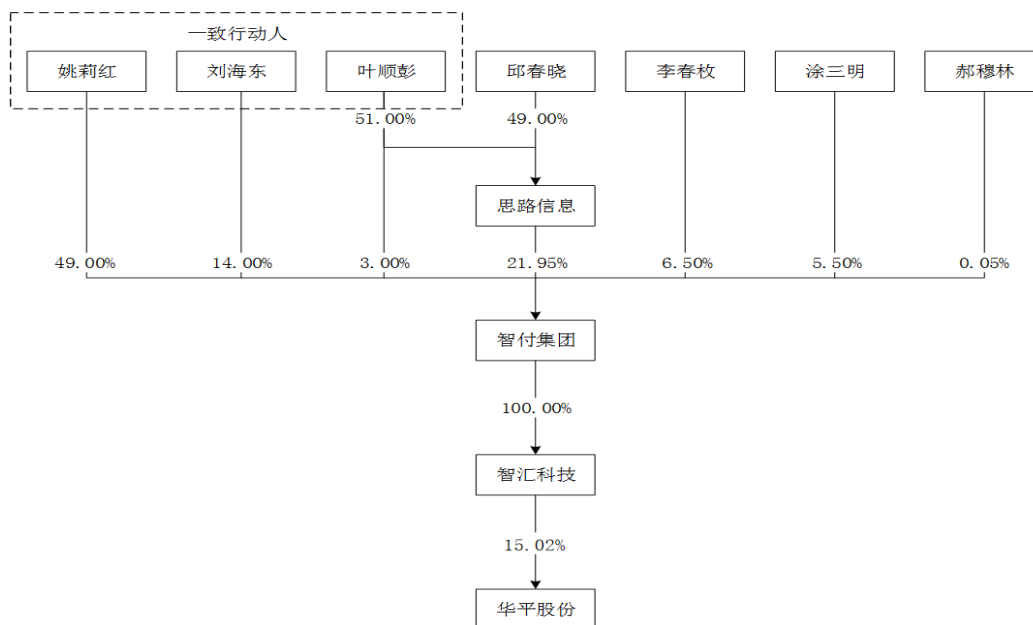 一致行动人
姚莉红 刘海东 叶顺彭 邱春晓 李春枚 涂三明 郝穆林
51.00% 49.00%
思路信息
49.00% 14.00% 3.00% 21.95% 6.50% 5.50% 0.05%
智付集团
100.00%
智汇科技
15.02%
华平股份